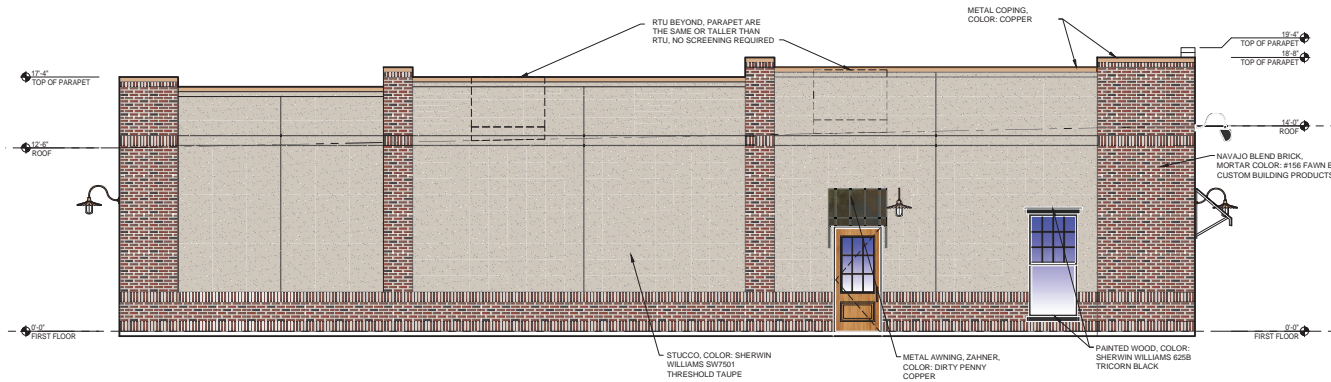 RTU BEYOND, PARAPET ARE
THE SAME OR TALLER THAN
RTU, NO SCREENING REQUIRED
METAL COPING,
COLOR: COPPER
19'-4"
TOP OF PARAPET
18'-8"
TOP OF PARAPET
17'-4"
TOP OF PARAPET
14'-0"
ROOF
12'-6"
ROOF
NAVAJO BLEND BRICK,
MORTAR COLOR: #156 FAWN B
CUSTOM BUILDING PRODUCTS
0'-0"
FIRST FLOOR
0'-0"
FIRST FLOOR
STUCCO, COLOR: SHERWIN
WILLIAMS SW7501
THRESHOLD TAUPE
METAL AWNING, ZAHNER,
COLOR: DIRTY PENNY
COPPER
PAINTED WOOD, COLOR:
SHERWIN WILLIAMS 625B
TRICORN BLACK